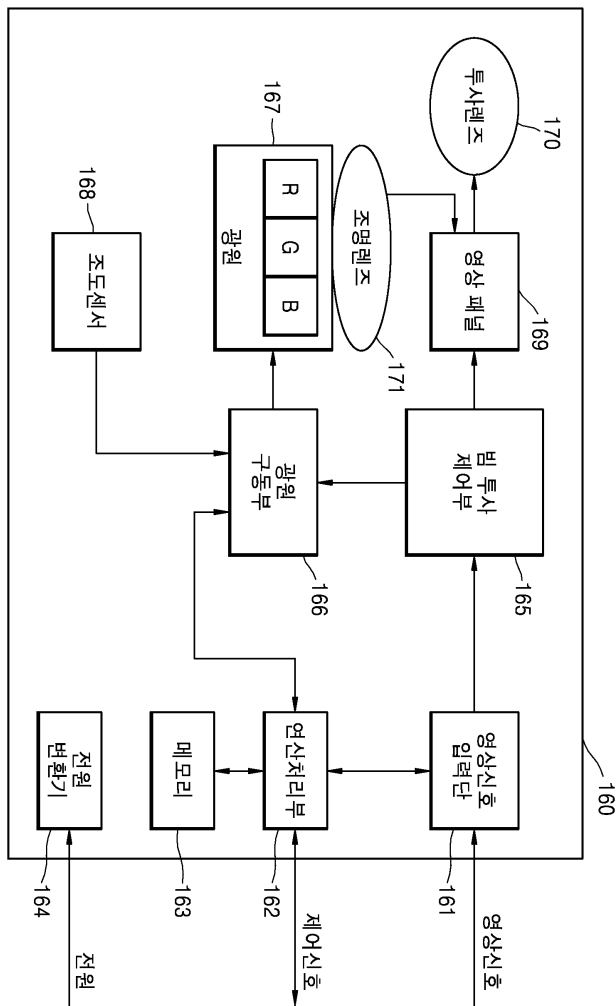 160
영상신호
영상신호
입력단
161
제어신호
연산처리부
162
메모리
163
전원
전원
변환기
164
빔 투사
제어부
165
광원
구동부
166
영상 패널
169
조명렌즈
171
R
G
B
광원
167
조도센서
168
투사렌즈
170